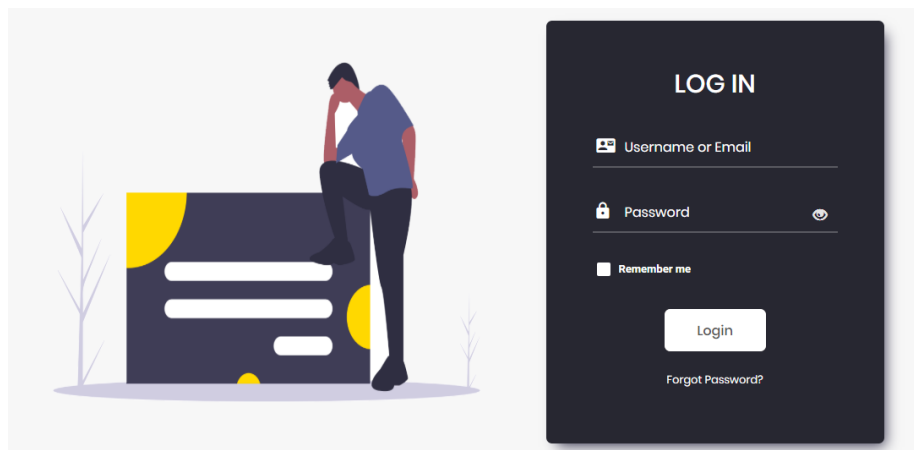 LOG IN
Username or Email
Password
Remember me
Login
Forgot Password?